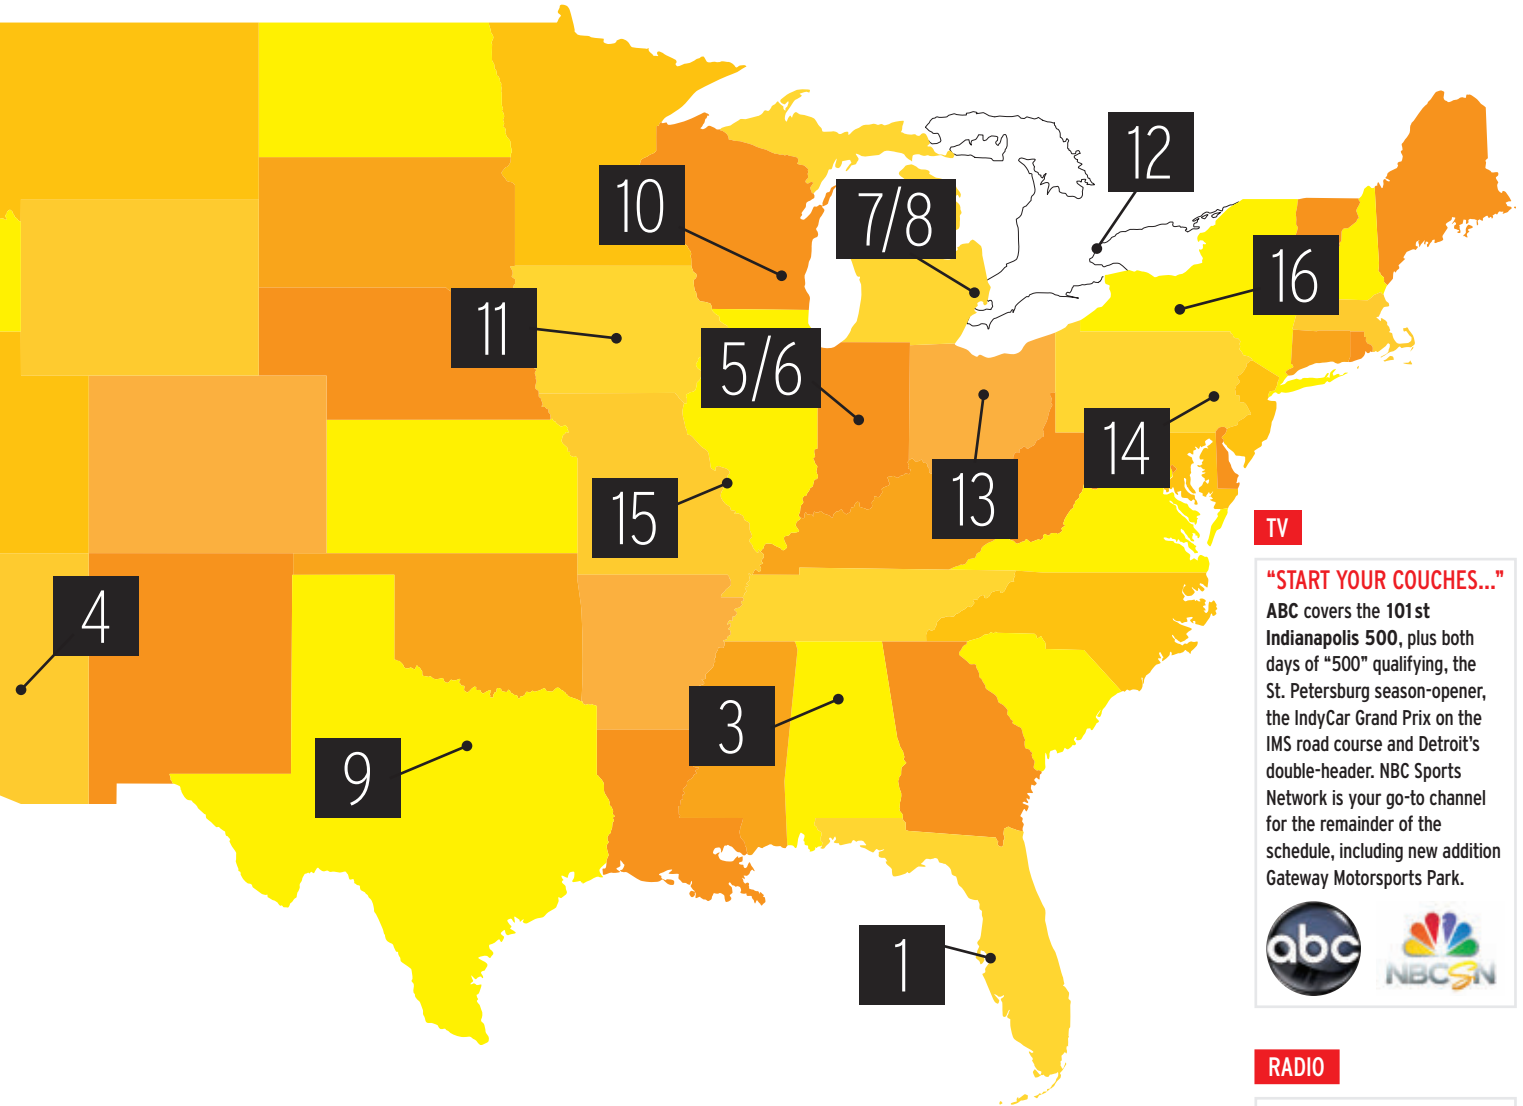 12
10
7/8
16
11
5/6
14
15
13
4
3
9
1
TV
“START YOUR COUCHES...”
ABC covers the 101st
Indianapolis 500, plus both
days of “500” qualifying, the
St. Petersburg season-opener,
the IndyCar Grand Prix on the
IMS road course and Detroit’s
double-header. NBC Sports
Network is your go-to channel
for the remainder of the
schedule, including new addition
Gateway Motorsports Park.
abc
NBCSN
RADIO